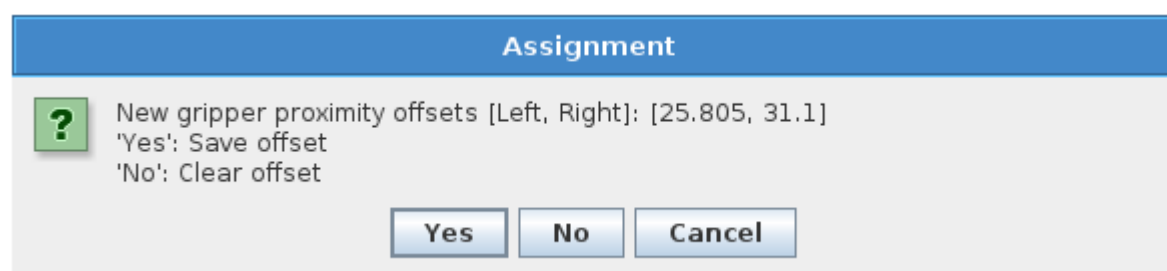 Assignment
?
New gripper proximity offsets [Left, Right]: [25.805, 31.1]
'Yes': Save offset
'No': Clear offset
Yes No Cancel